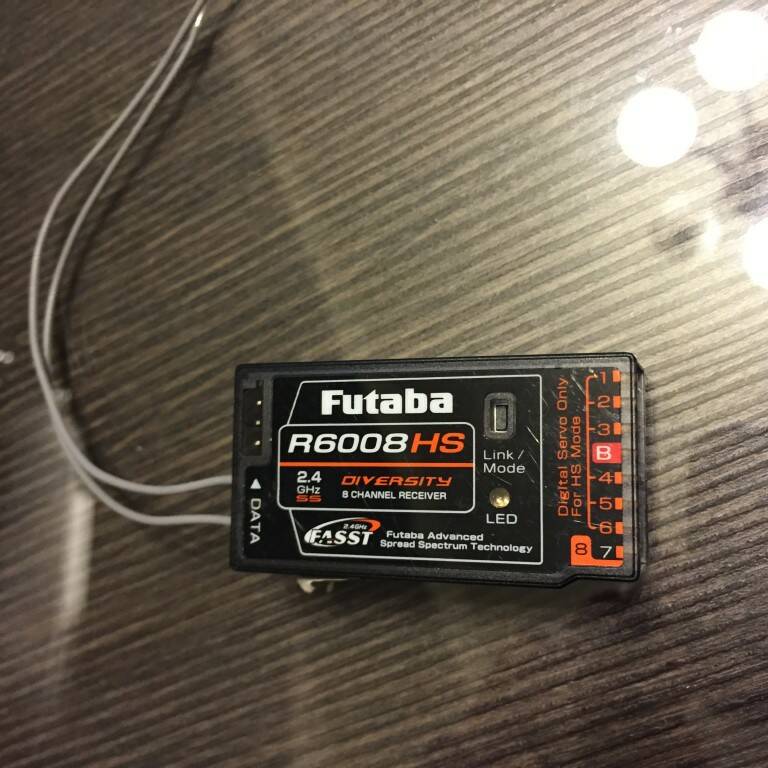 Futaba
R6008HS
2.4
GHz
SS
DIVERSITY
8 CHANNEL RECEIVER
2.4GHz
FASST
Futaba Advanced
Spread Spectrum Technology
Link /
Mode
LED
◄ DATA
Digital Servo Only
For HS Mode
1
2
3
B
4
5
6
8 7